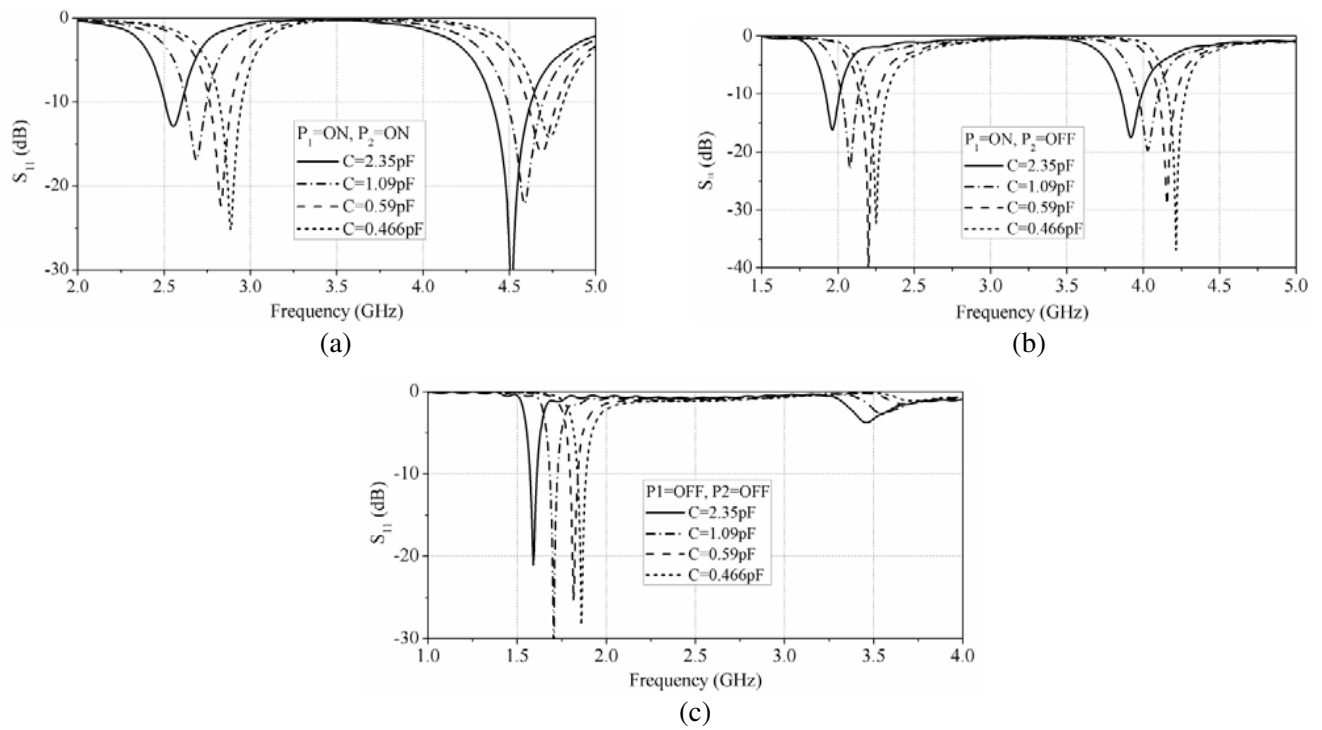 0
-10
-20
-30
S11 (dB)
P1=ON, P2=ON
C=2.35pF
C=1.09pF
C=0.59pF
C=0.466pF
2.0 2.5 3.0 3.5 4.0 4.5 5.0
Frequency (GHz)
(a)
0
-10
-20
-30
-40
S11 (dB)
P1=ON, P2=OFF
C=2.35pF
C=1.09pF
C=0.59pF
C=0.466pF
1.5 2.0 2.5 3.0 3.5 4.0 4.5 5.0
Frequency (GHz)
(b)
0
-10
-20
-30
S11 (dB)
P1=OFF, P2=OFF
C=2.35pF
C=1.09pF
C=0.59pF
C=0.466pF
1.0 1.5 2.0 2.5 3.0 3.5 4.0
Frequency (GHz)
(c)